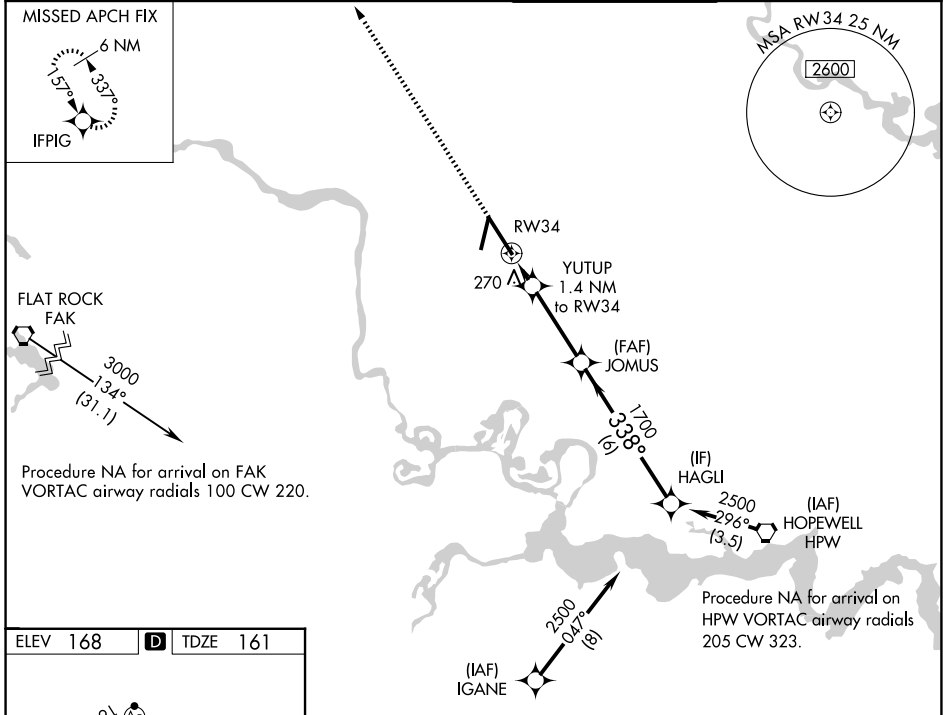 MISSED APCH FIX
6 NM
157°
337°
IFPIG
MSA RW34 25 NM
2600
RW34
270
YUTUP
1.4 NM
to RW34
FLAT ROCK
FAK
3000
134°
(31.1)
(FAF)
JOMUS
1700
338°
(6)
Procedure NA for arrival on FAK
VORTAC airway radials 100 CW 220.
(IF)
HAGLI
2500
296°
(3.5)
(IAF)
HOPEWELL
HPW
Procedure NA for arrival on
HPW VORTAC airway radials
205 CW 323.
2500
047°
(8)
(IAF)
IGANE
ELEV 168
D
TDZE 161